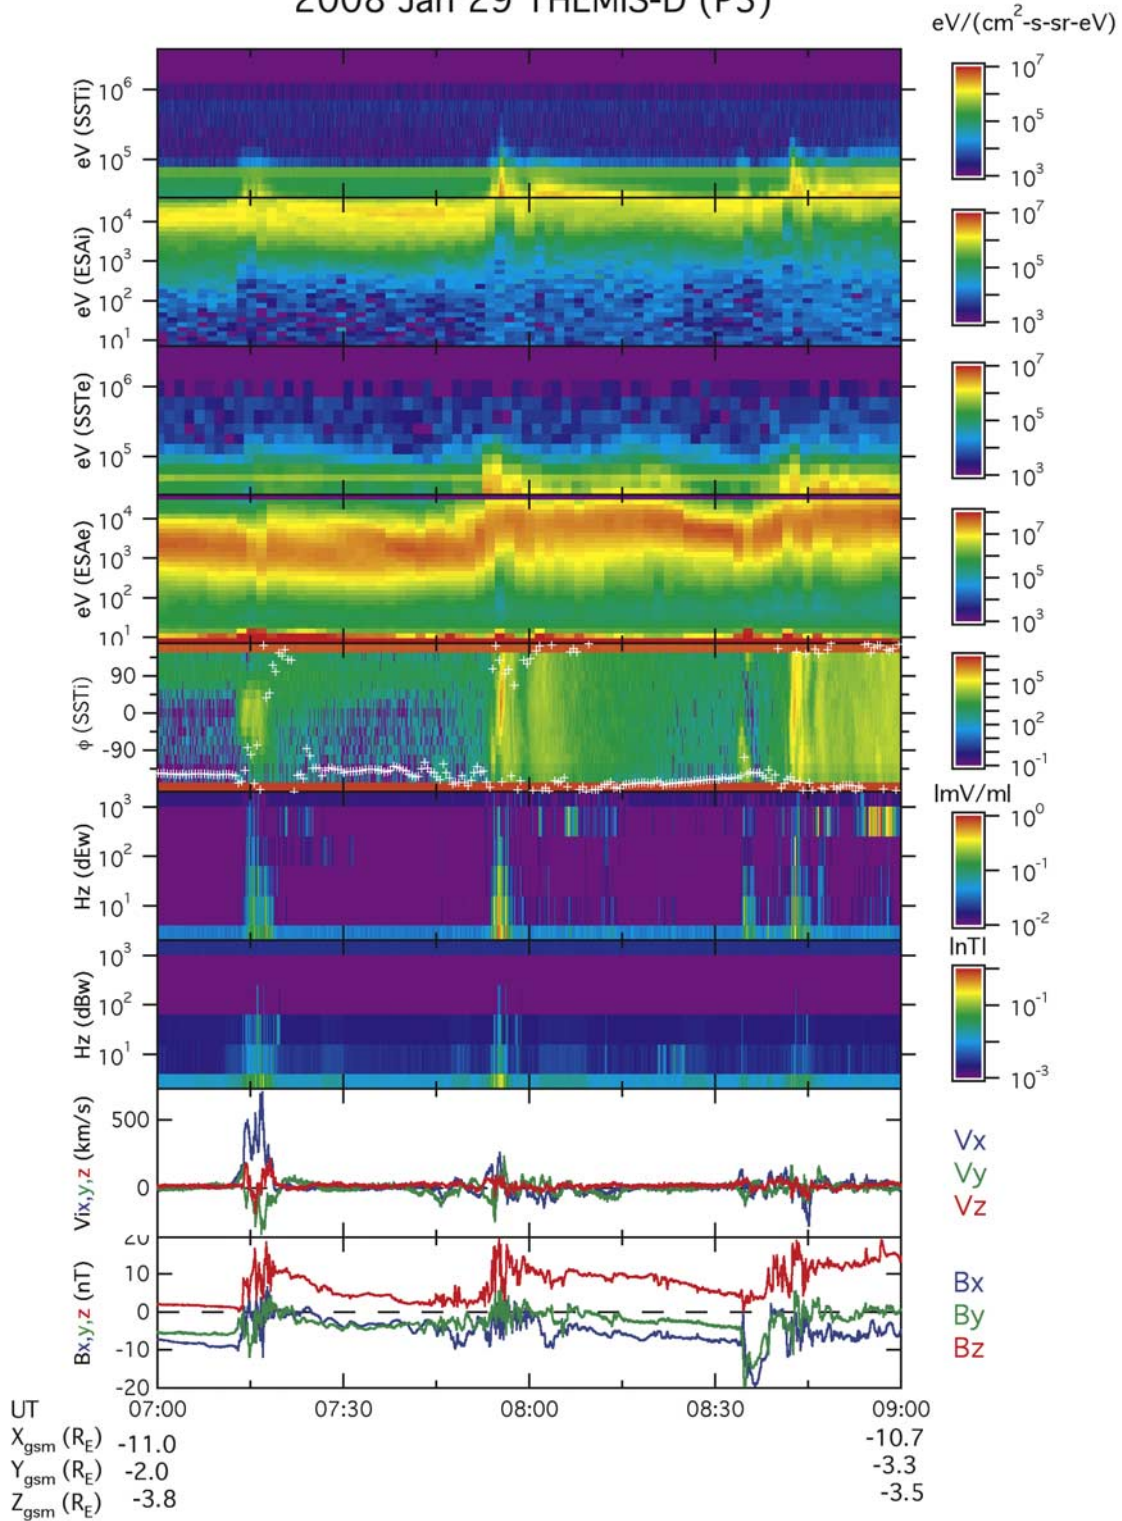 2008 Jan 29 THEMIS-D (P3)
eV/(cm²-s-sr-eV)
eV (SSTi)
10⁶
10⁵
10⁷
10⁵
10³
eV (ESAi)
10⁴
10³
10²
10¹
10⁷
10⁵
10³
eV (SSTe)
10⁶
10⁵
10⁷
10⁵
10³
eV (ESAe)
10⁴
10³
10²
10¹
10⁷
10⁵
10³
φ (SSTi)
90
0
-90
10⁵
10²
10⁻¹
|mV/m|
Hz (dEw)
10³
10²
10¹
10⁰
10⁻¹
10⁻²
|nT|
Hz (dBw)
10³
10²
10¹
10⁻¹
10⁻³
Vix,y,z (km/s)
500
0
Vx
Vy
Vz
Bx,y,z (nT)
20
10
0
-10
-20
Bx
By
Bz
UT 07:00 07:30 08:00 08:30 09:00
Xgsm (RE) -11.0 -10.7
Ygsm (RE) -2.0 -3.3
Zgsm (RE) -3.8 -3.5